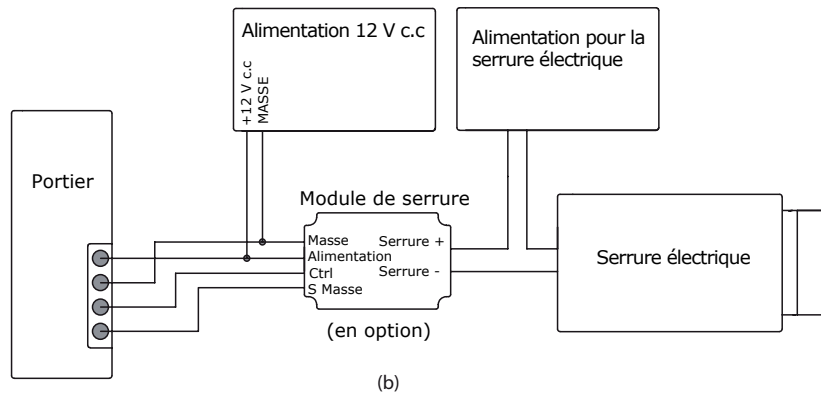 Alimentation 12 V c.c
+12 V c.c
MASSE
Alimentation pour la
serrure électrique
Portier
Module de serrure
Masse
Alimentation
Ctrl
S Masse
Serrure +
Serrure -
(en option)
Serrure électrique
(b)